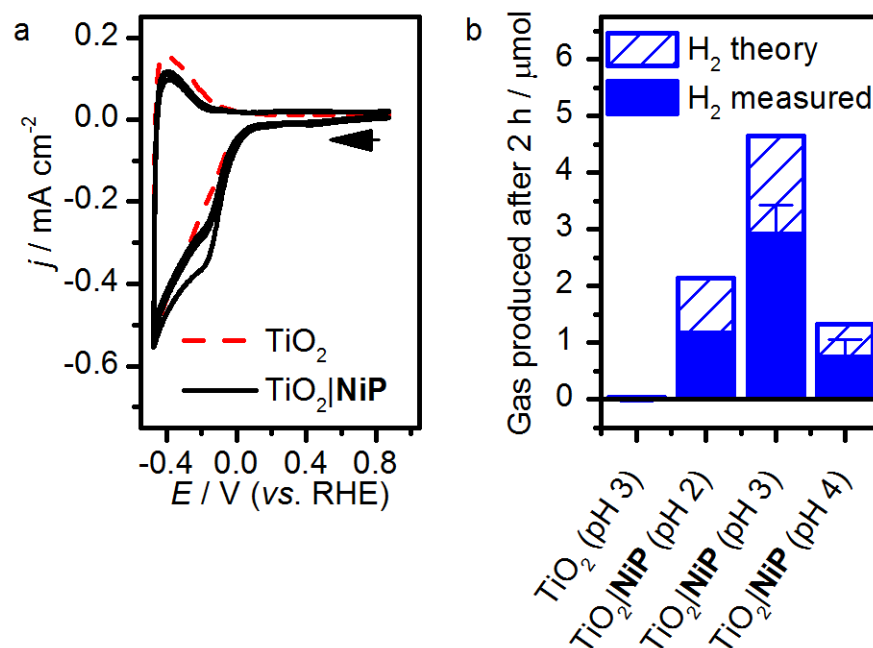 a
0.2
0.0
-0.2
-0.4
-0.6
j / mA cm⁻²
TiO₂
TiO₂|NiP
-0.4 0.0 0.4 0.8
E / V (vs. RHE)
b
H₂ theory
H₂ measured
6
5
4
3
2
1
0
Gas produced after 2 h / μmol
TiO₂ (pH 3)
TiO₂|NiP (pH 2)
TiO₂|NiP (pH 3)
TiO₂|NiP (pH 4)